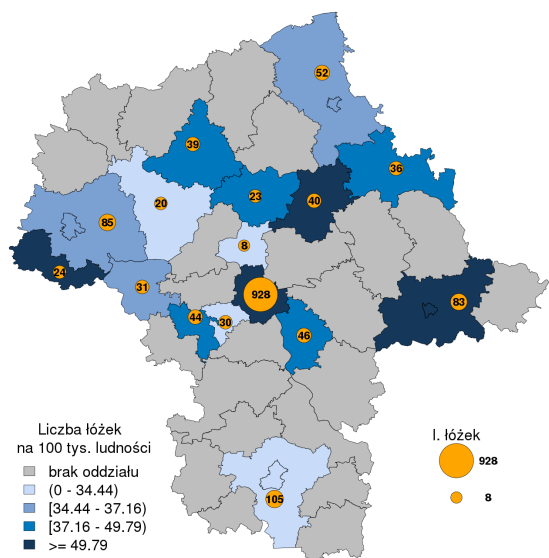 52
39
36
20
23
40
85
8
24
31
928
83
44
30
46
105
Liczba łóżek
na 100 tys. ludności
brak oddziału
(0 - 34.44)
[34.44 - 37.16)
[37.16 - 49.79)
>= 49.79
l. łóżek
928
8